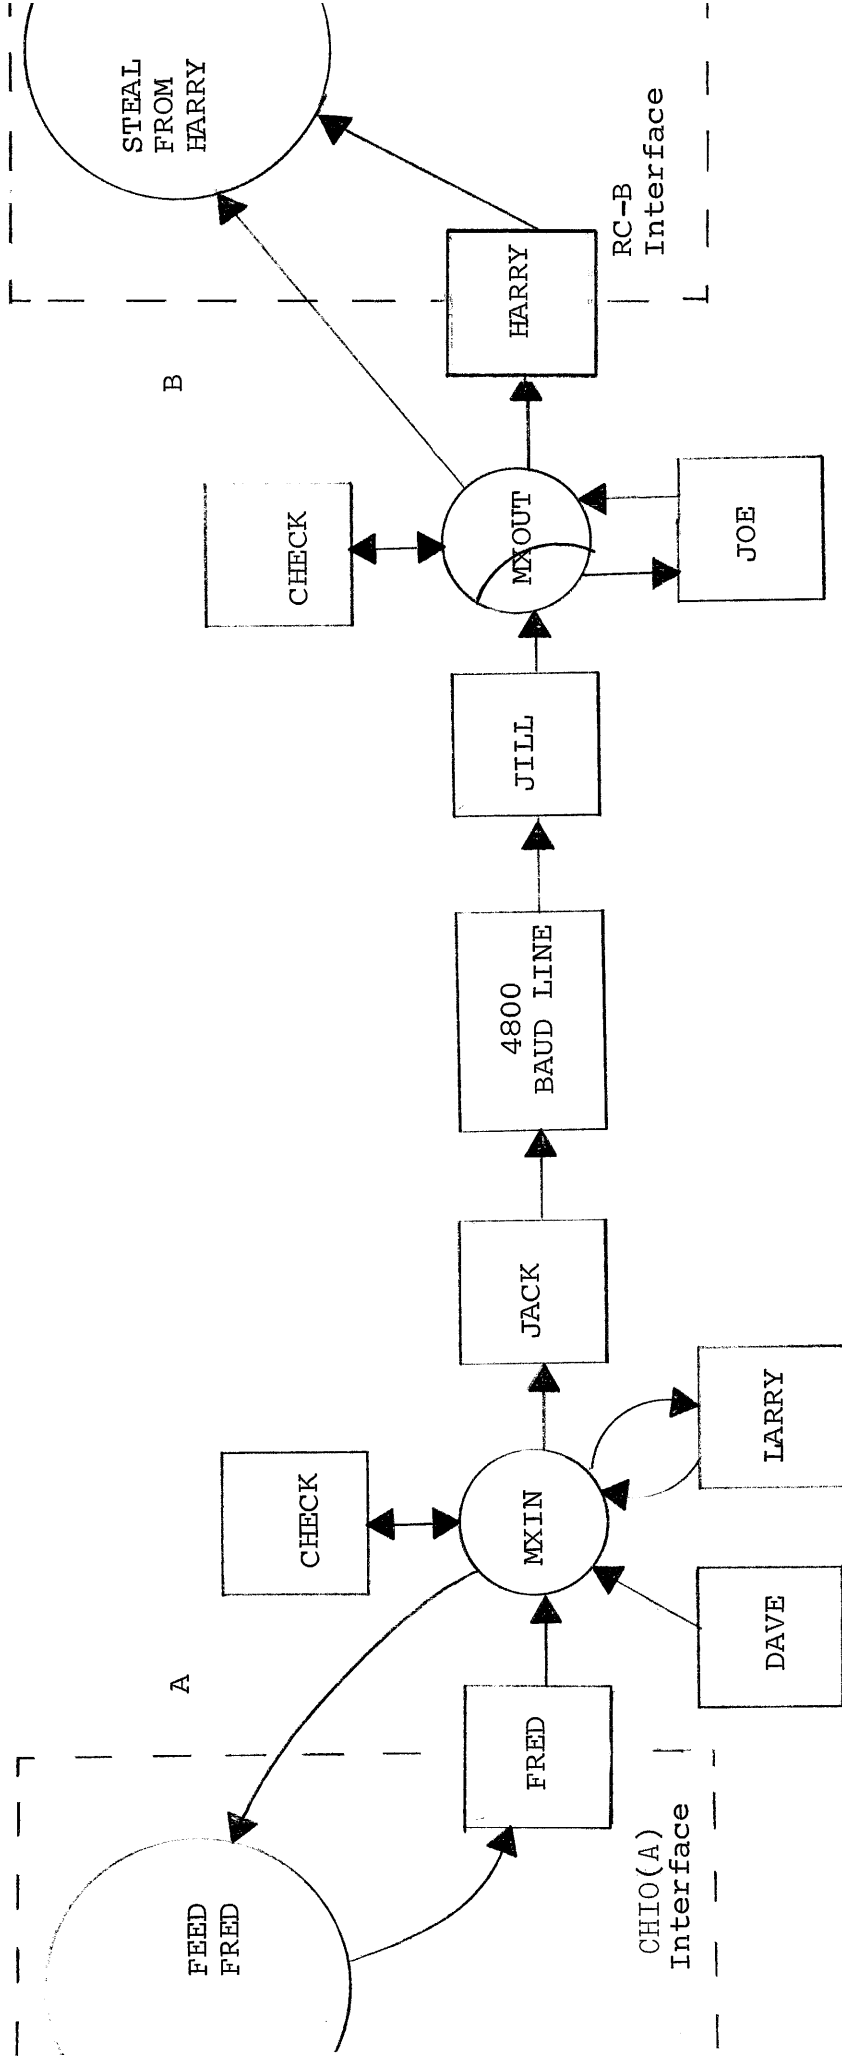 FEED
FRED
CHIO(A)
Interface
FRED
A
CHECK
MXIN
DAVE
LARRY
JACK
4800
BAUD LINE
JILL
CHECK
MXOUT
JOE
B
HARRY
STEAL
FROM
HARRY
RC-B
Interface